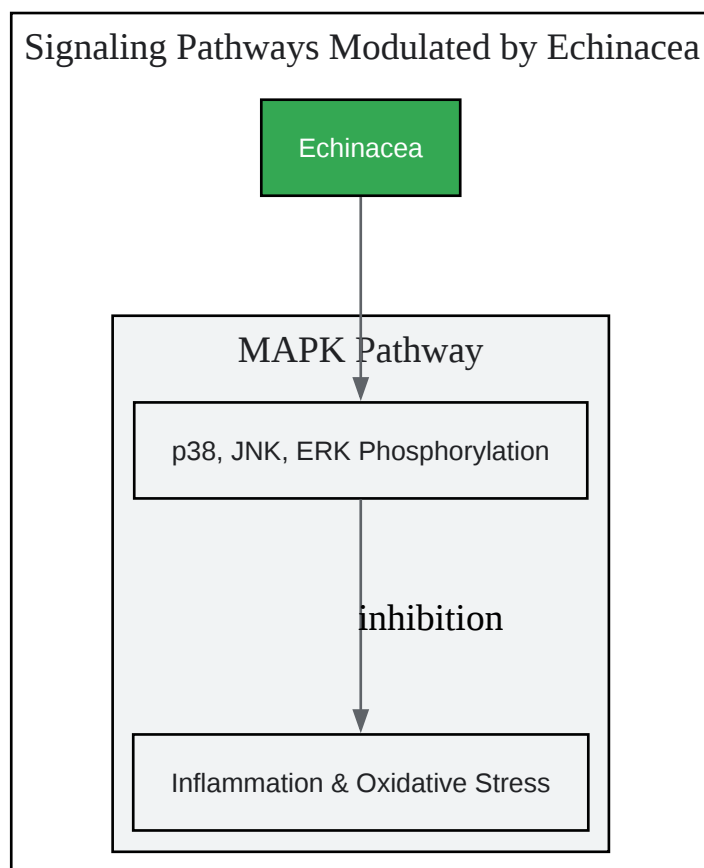 Signaling Pathways Modulated by Echinacea
Echinacea
MAPK Pathway
p38, JNK, ERK Phosphorylation
inhibition
Inflammation & Oxidative Stress